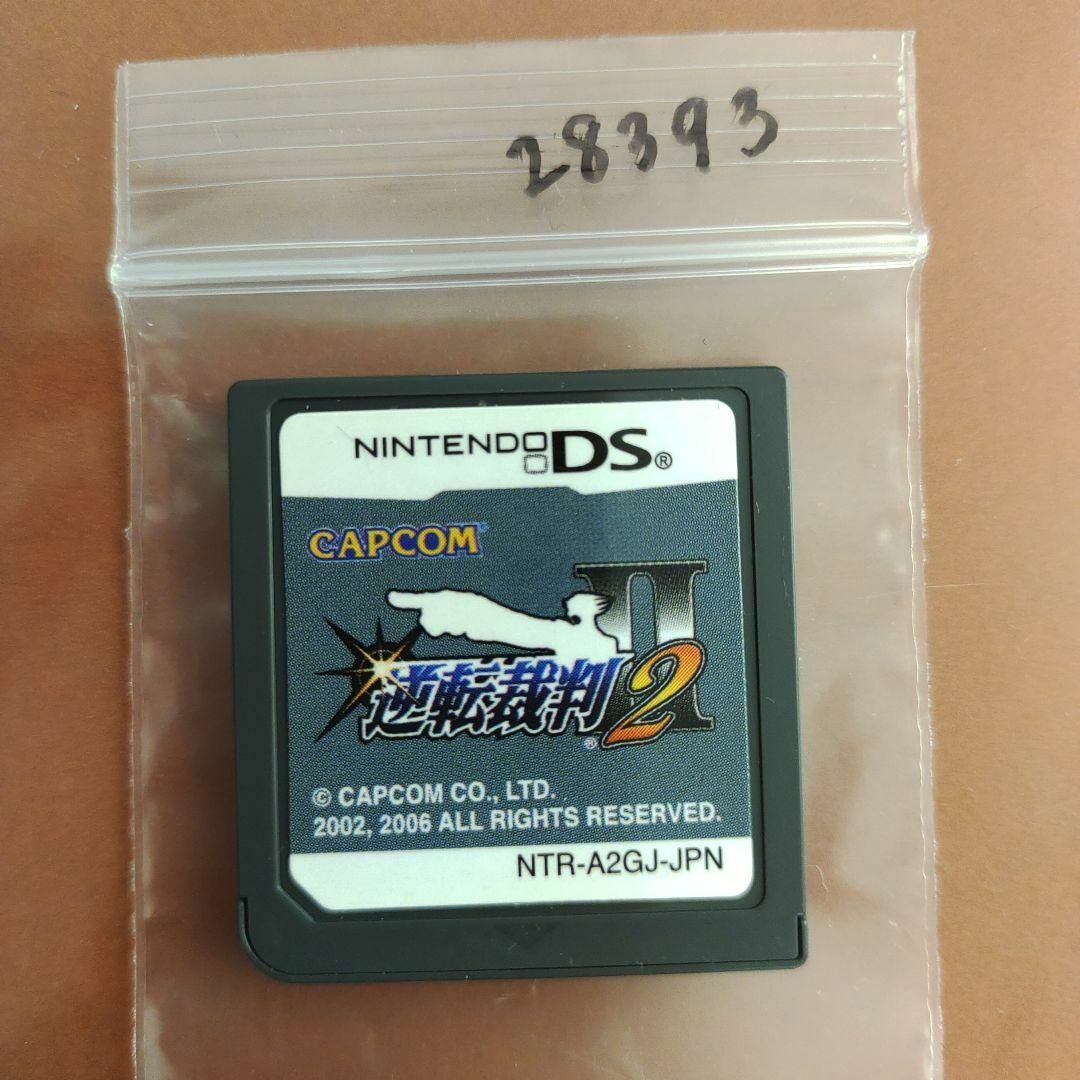 28393
NINTENDO DS®
CAPCOM®
II
逆転裁判2
®
© CAPCOM CO., LTD.
2002, 2006 ALL RIGHTS RESERVED.
NTR-A2GJ-JPN